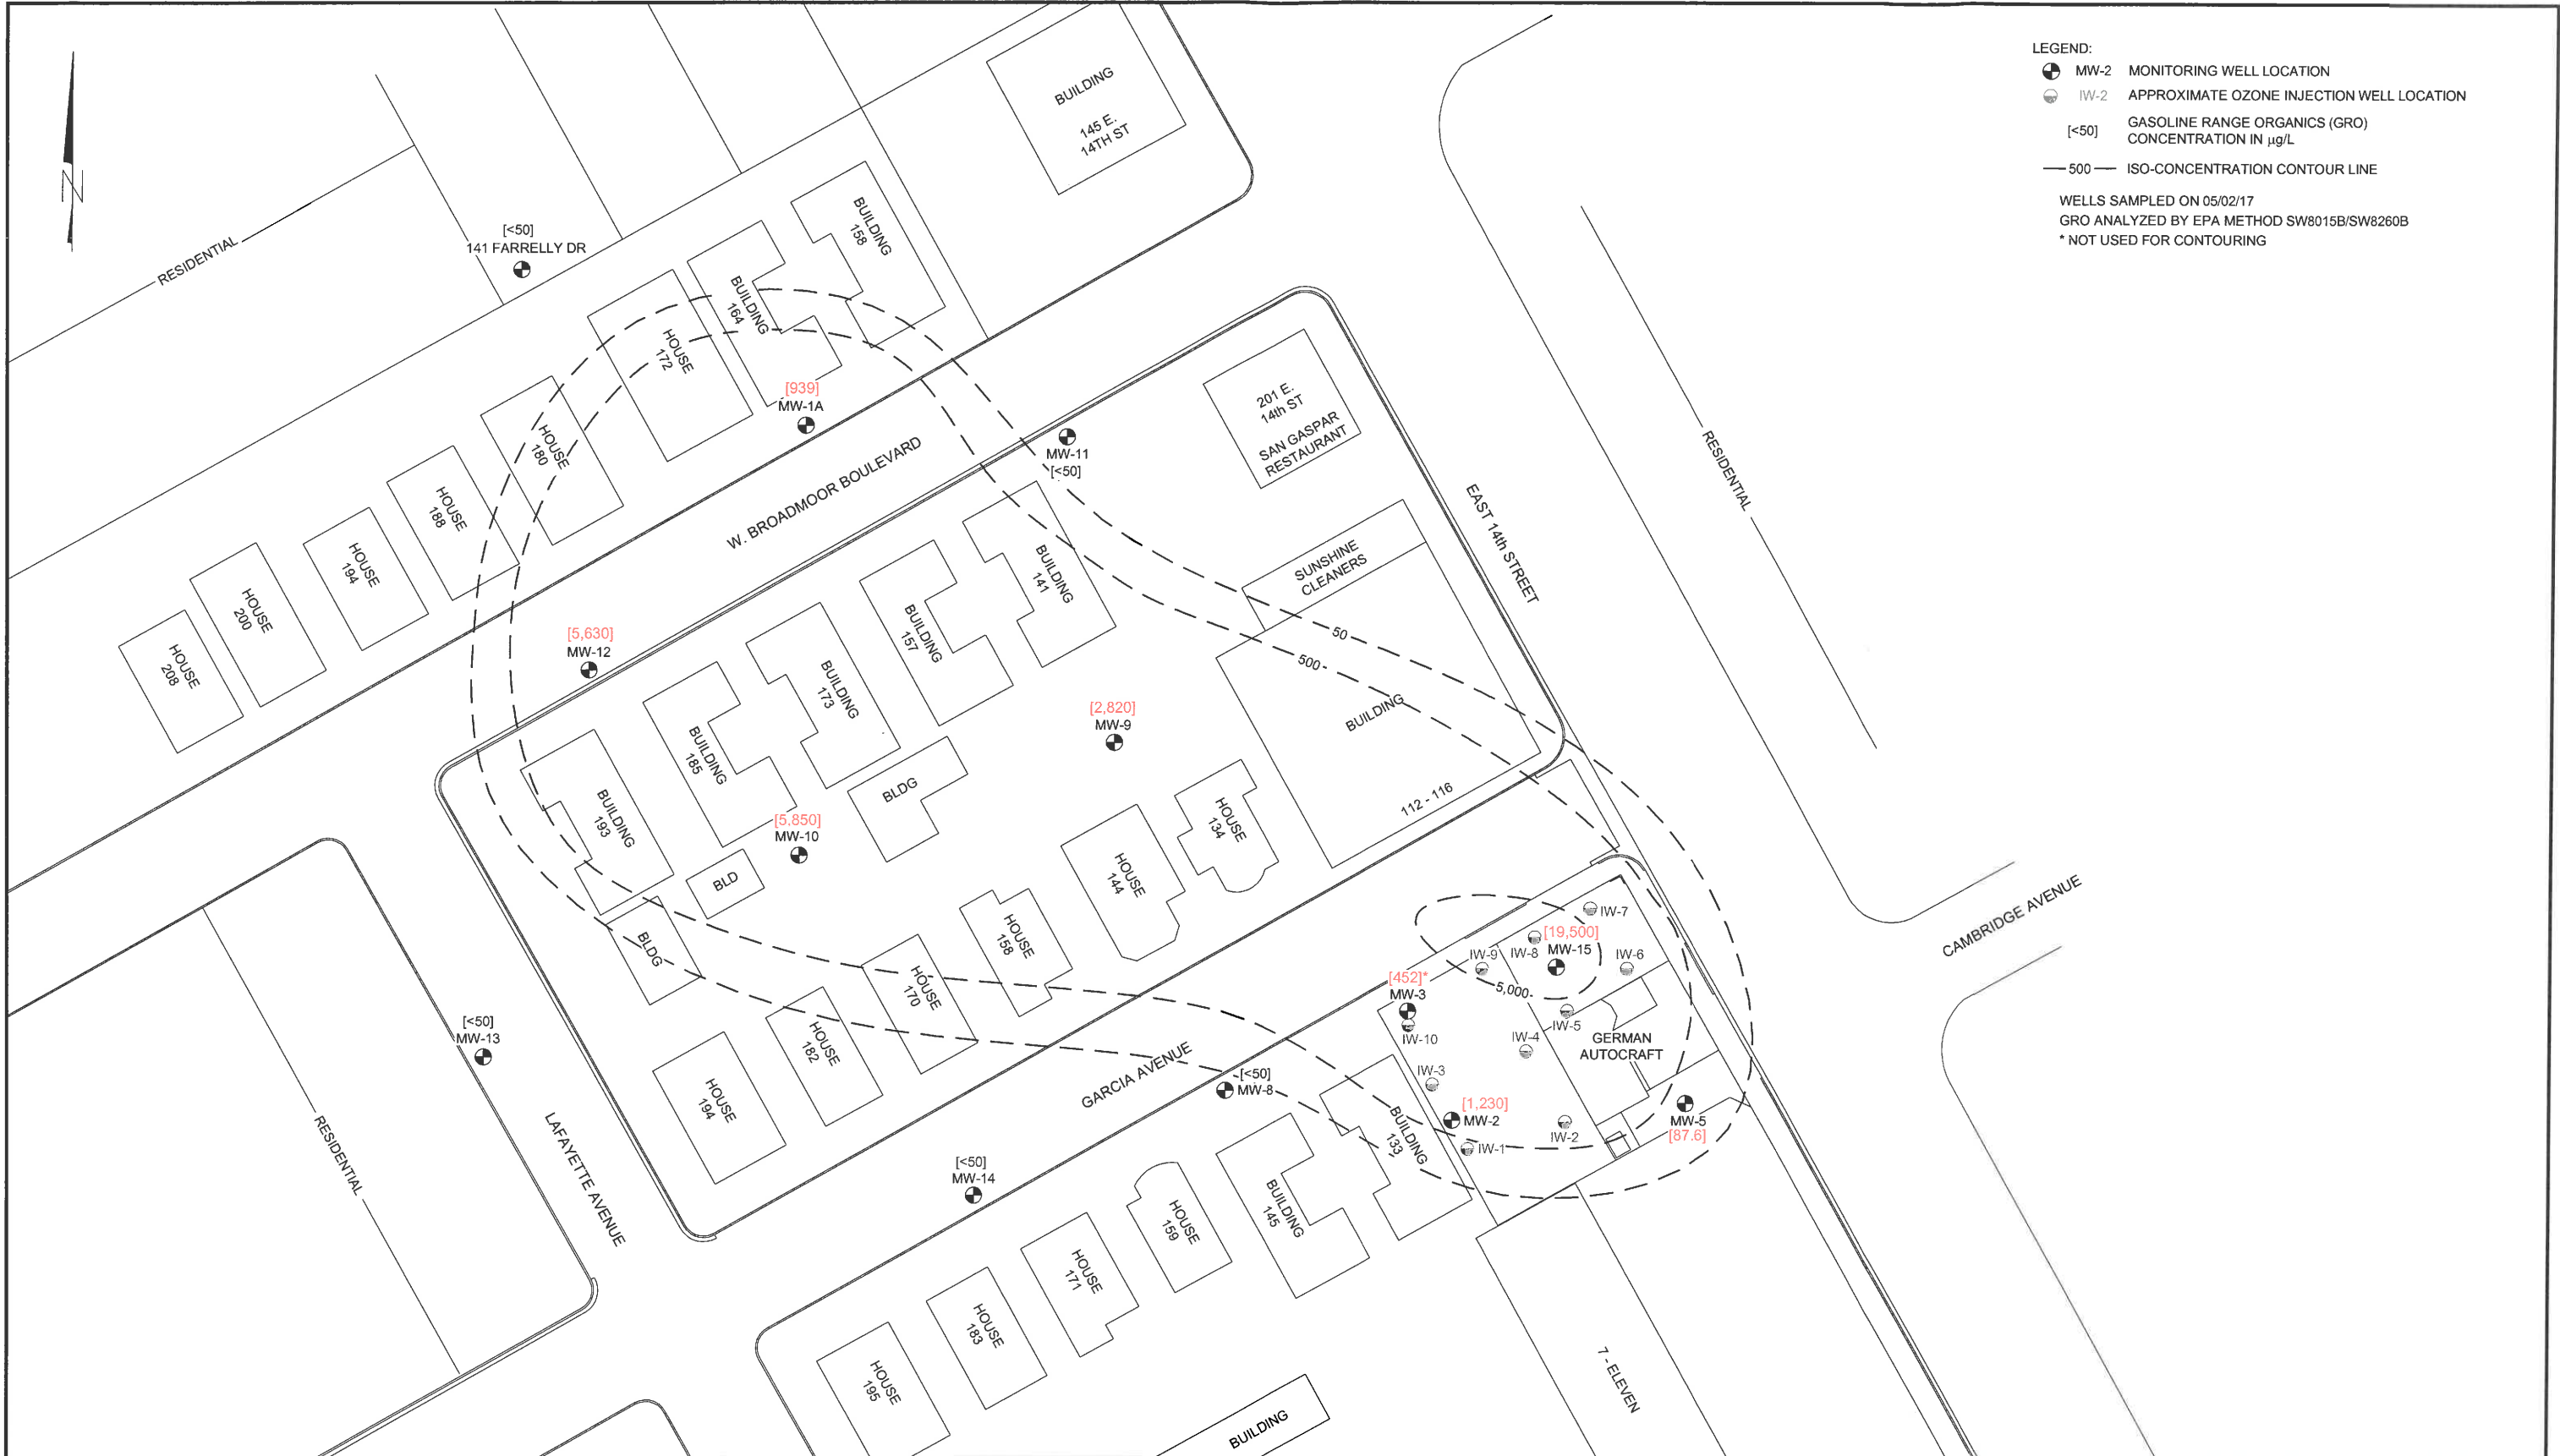 LEGEND:
MW-2 MONITORING WELL LOCATION
IW-2 APPROXIMATE OZONE INJECTION WELL LOCATION
[<50] GASOLINE RANGE ORGANICS (GRO)
CONCENTRATION IN µg/L
500 ISO-CONCENTRATION CONTOUR LINE
WELLS SAMPLED ON 05/02/17
GRO ANALYZED BY EPA METHOD SW8015B/SW8260B
* NOT USED FOR CONTOURING
N
BUILDING
145 E.
14TH ST
RESIDENTIAL
[<50]
141 FARRELLY DR
BUILDING
158
BUILDING
164
HOUSE
172
[939]
MW-1A
HOUSE
180
HOUSE
188
HOUSE
194
HOUSE
200
HOUSE
208
W. BROADMOOR BOULEVARD
MW-11
[<50]
201 E.
14th ST
SAN GASPAR
RESTAURANT
EAST 14th STREET
RESIDENTIAL
SUNSHINE
CLEANERS
50
500
BUILDING
112 - 116
BUILDING
141
BUILDING
157
BUILDING
173
BUILDING
185
BUILDING
193
[5,630]
MW-12
[2,820]
MW-9
BLDG
[5,850]
MW-10
BLD
BLDG
HOUSE
134
HOUSE
144
HOUSE
158
HOUSE
170
HOUSE
182
HOUSE
194
CAMBRIDGE AVENUE
IW-7
[19,500]
MW-15
IW-8
IW-9
IW-6
5,000
[452]*
MW-3
IW-10
IW-5
IW-4
GERMAN
AUTOCRAFT
IW-3
[1,230]
MW-2
IW-1
IW-2
MW-5
[87.6]
GARCIA AVENUE
[<50]
MW-8
[<50]
MW-13
[<50]
MW-14
RESIDENTIAL
LAFAYETTE AVENUE
BUILDING
133
BUILDING
145
HOUSE
159
HOUSE
171
HOUSE
183
HOUSE
195
7 - ELEVEN
BUILDING